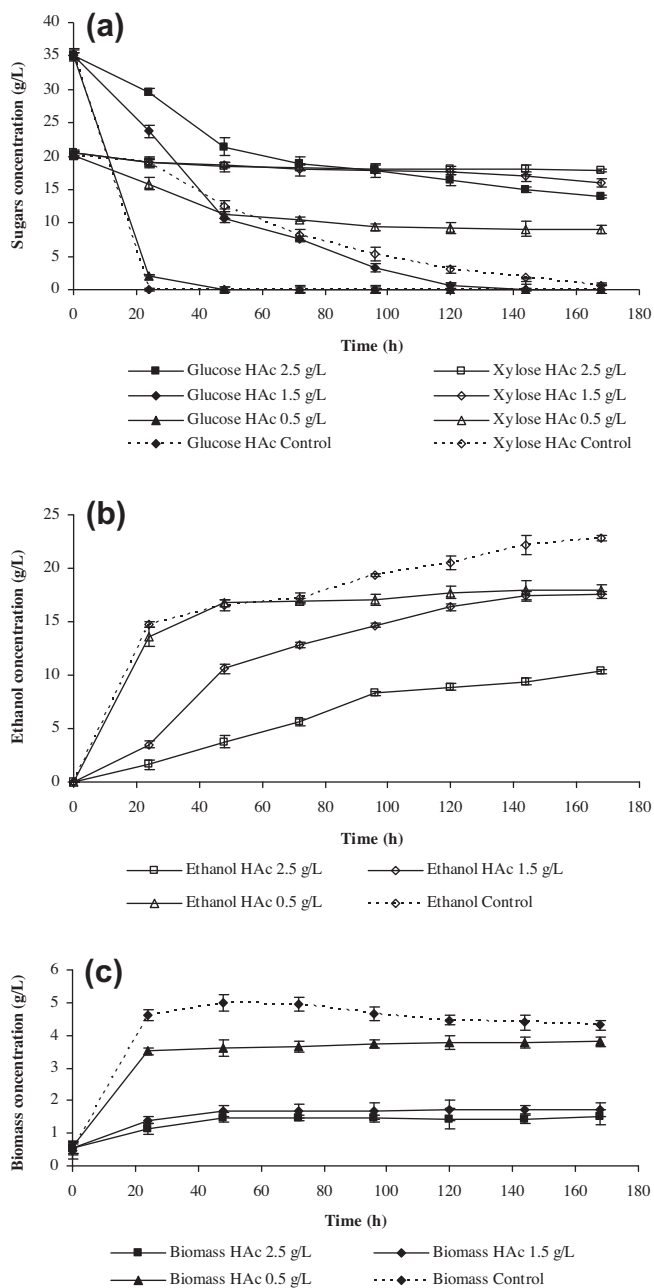 (a)
Sugars concentration (g/L)
40
35
30
25
20
15
10
5
0
0 20 40 60 80 100 120 140 160 180
Time (h)
Glucose HAc 2.5 g/L Xylose HAc 2.5 g/L
Glucose HAc 1.5 g/L Xylose HAc 1.5 g/L
Glucose HAc 0.5 g/L Xylose HAc 0.5 g/L
Glucose HAc Control Xylose HAc Control
(b)
Ethanol concentration (g/L)
25
20
15
10
5
0
0 20 40 60 80 100 120 140 160 180
Time (h)
Ethanol HAc 2.5 g/L Ethanol HAc 1.5 g/L
Ethanol HAc 0.5 g/L Ethanol Control
(c)
Biomass concentration (g/L)
6
5
4
3
2
1
0
0 20 40 60 80 100 120 140 160 180
Time (h)
Biomass HAc 2.5 g/L Biomass HAc 1.5 g/L
Biomass HAc 0.5 g/L Biomass Control